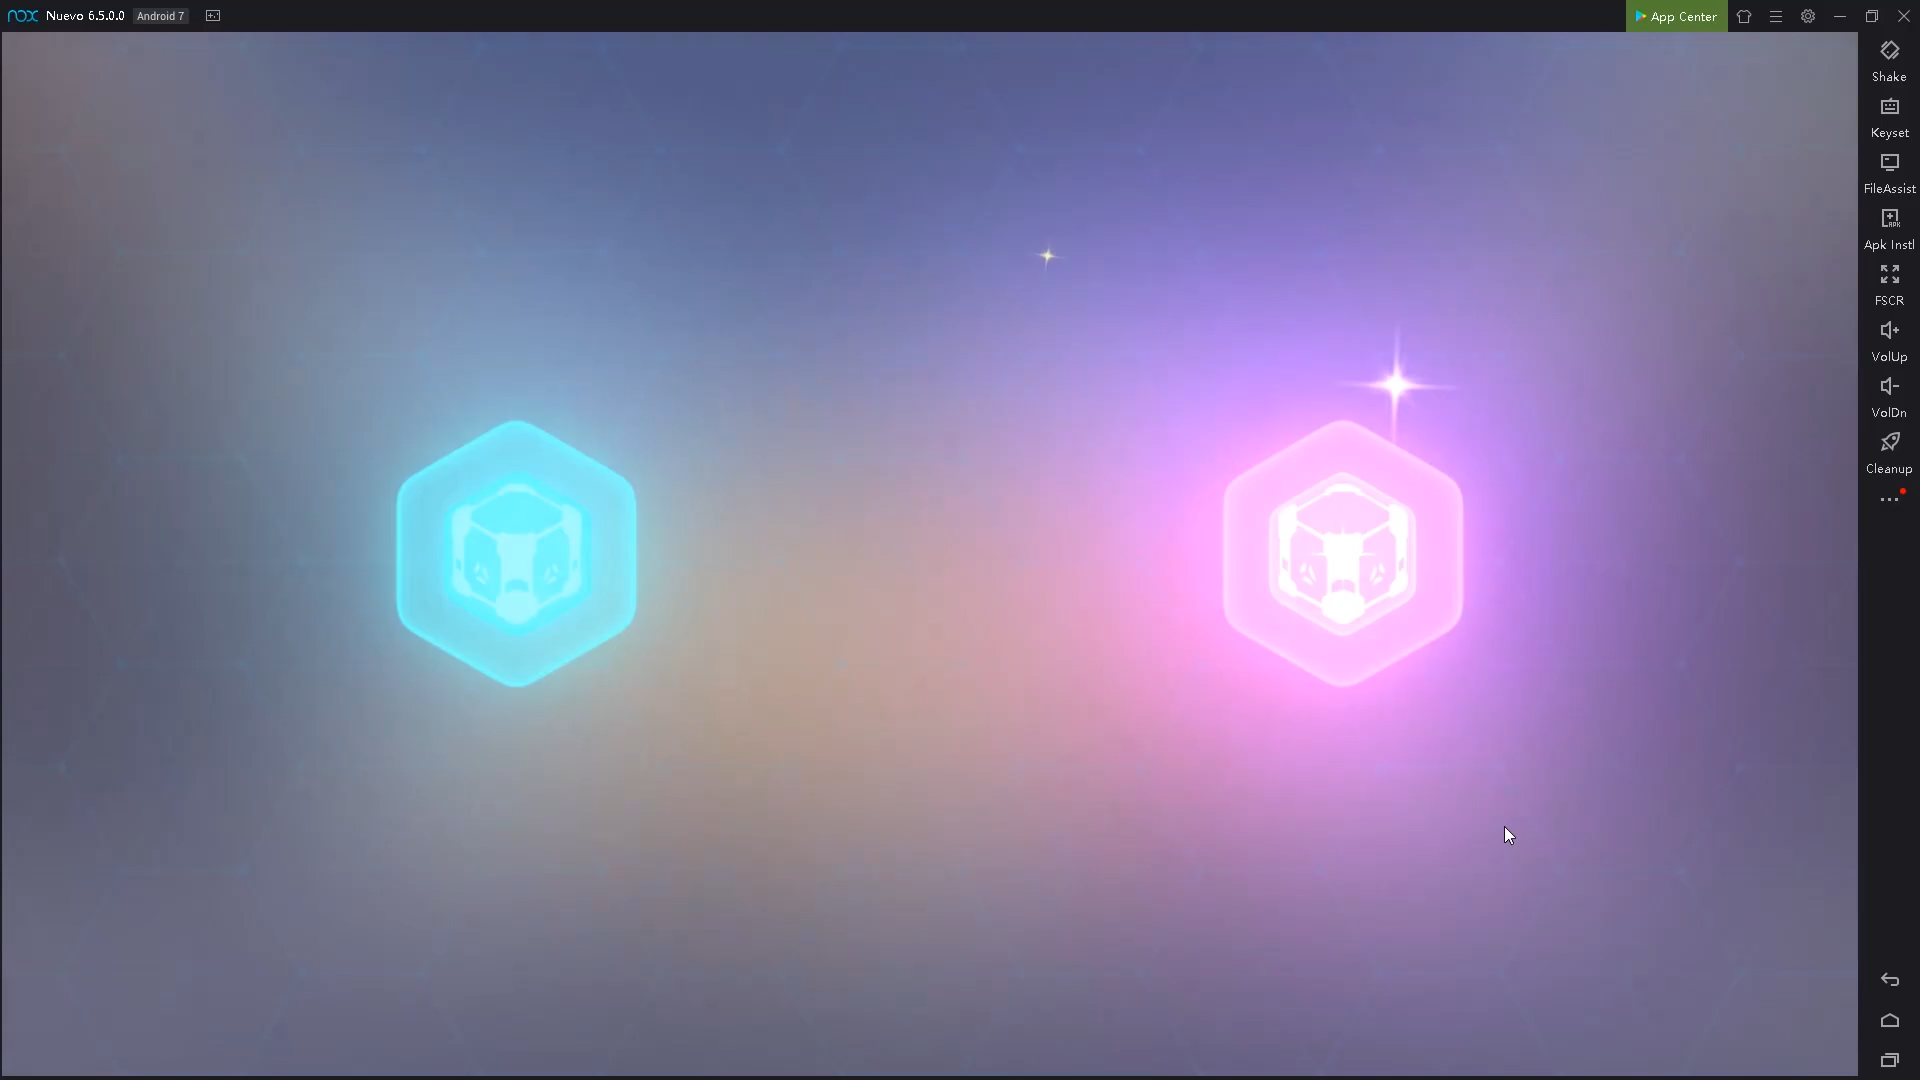 nox Nuevo 6.5.0.0 Android 7
App Center
Shake
Keyset
FileAssist
Apk Instl
FSCR
VolUp
VolDn
Cleanup